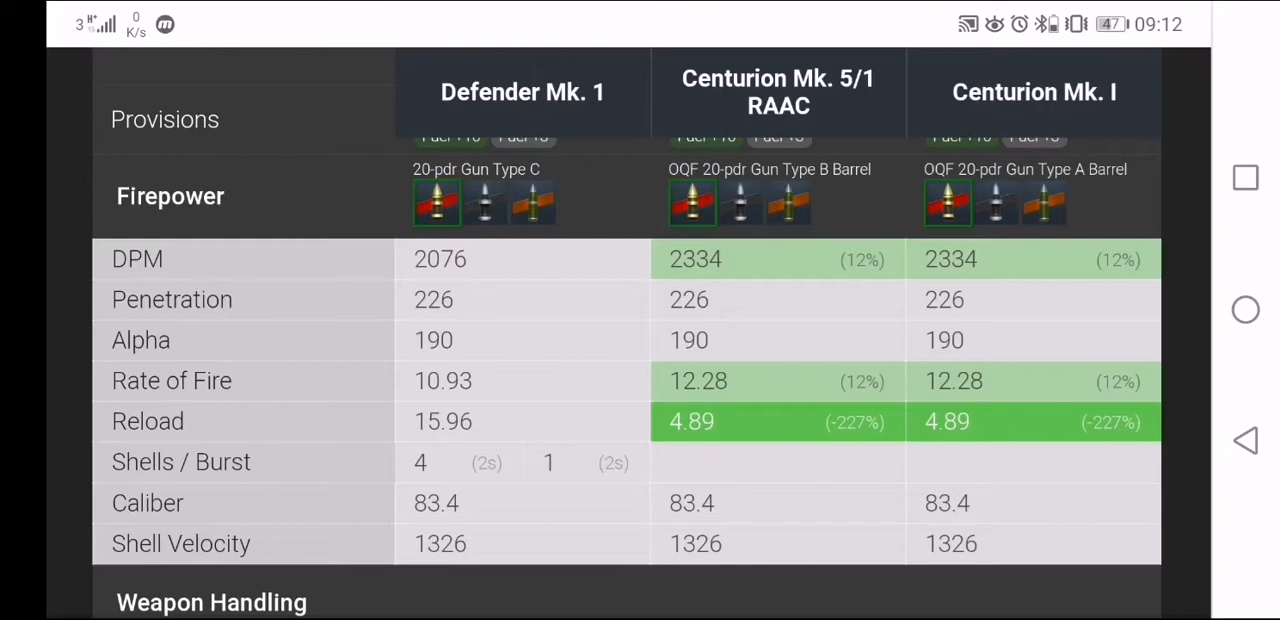 3 H+ 0 K/s m 47 09:12
Defender Mk. 1 Centurion Mk. 5/1 RAAC Centurion Mk. I
Provisions
Firepower 20-pdr Gun Type C OQF 20-pdr Gun Type B Barrel OQF 20-pdr Gun Type A Barrel
DPM 2076 2334 (12%) 2334 (12%)
Penetration 226 226 226
Alpha 190 190 190
Rate of Fire 10.93 12.28 (12%) 12.28 (12%)
Reload 15.96 4.89 (-227%) 4.89 (-227%)
Shells / Burst 4 (2s) 1 (2s)
Caliber 83.4 83.4 83.4
Shell Velocity 1326 1326 1326
Weapon Handling